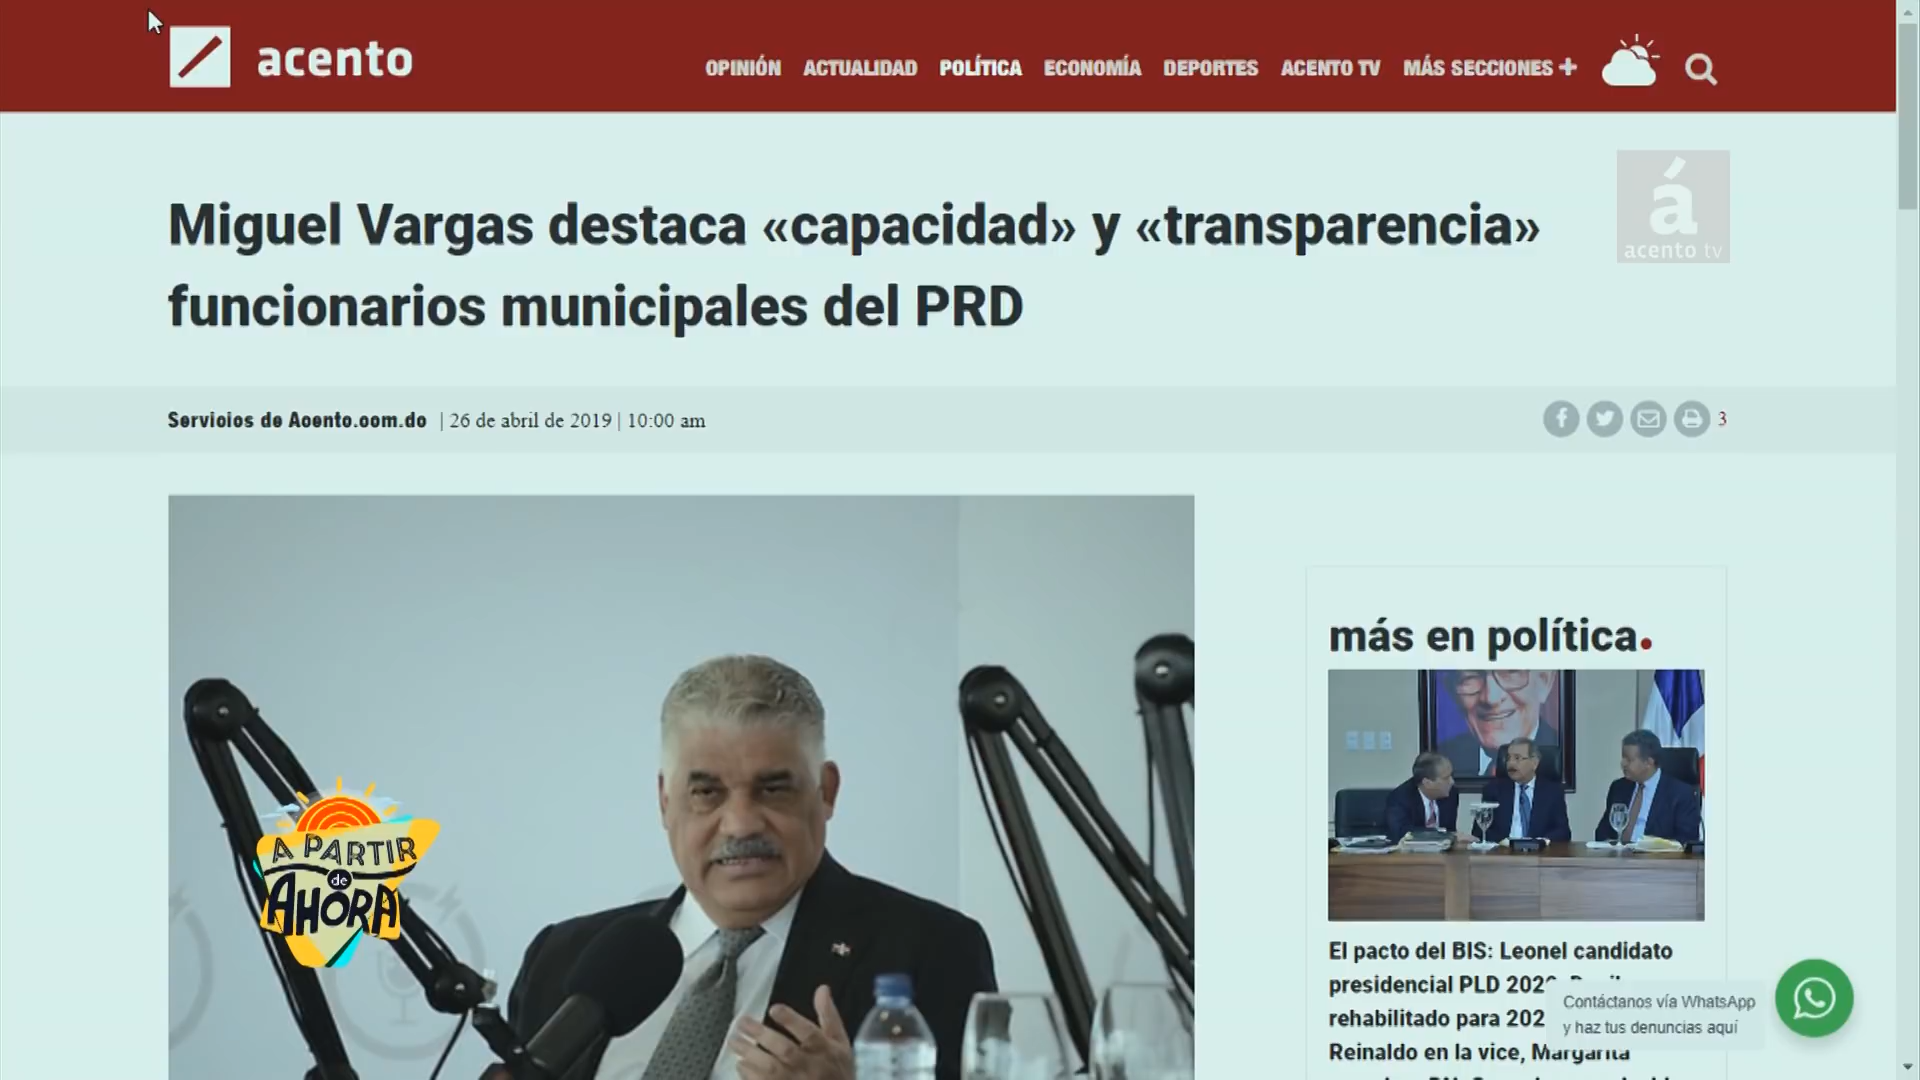 acento
OPINIÓN ACTUALIDAD POLÍTICA ECONOMÍA DEPORTES ACENTO TV MÁS SECCIONES +
á
acento tv
Miguel Vargas destaca «capacidad» y «transparencia»
funcionarios municipales del PRD
Servicios de Acento.com.do | 26 de abril de 2019 | 10:00 am
3
A PARTIR
de
AHORA
más en política.
El pacto del BIS: Leonel candidato
presidencial PLD
rehabilitado para
Reinaldo en la vice, Margarita
Contáctanos vía WhatsApp
y haz tus denuncias aquí